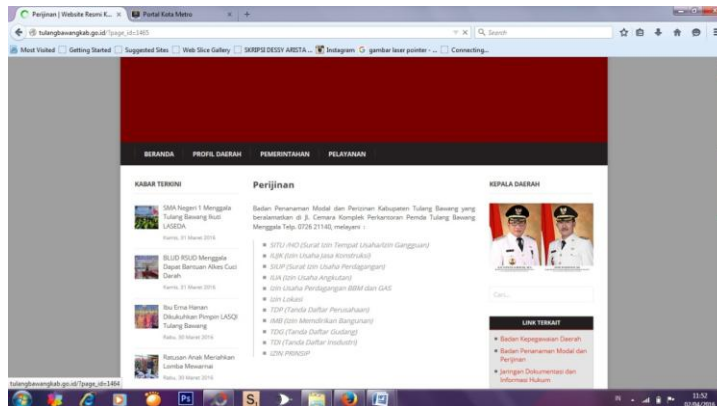 Perijinan | Website Resmi K...
Portal Kota Metro
tulangbawangkab.go.id/?page_id=1465
Search
Most Visited
Getting Started
Suggested Sites
Web Slice Gallery
SKRIPSI DESSY ARISTA ...
Instagram
gambar laser pointer - ...
Connecting...
BERANDA PROFIL DAERAH PEMERINTAHAN PELAYANAN
KABAR TERKINI
SMA Negeri 1 Menggala
Tulang Bawang Ikuti
LASEDA
Kamis, 31 Maret 2016
BLUD RSUD Menggala
Dapat Bantuan Alkes Cuci
Darah
Kamis, 31 Maret 2016
Ibu Erna Hanan
Dikukuhkan Pimpin LASQI
Tulang Bawang
Rabu, 30 Maret 2016
Ratusan Anak Meriahkan
Lomba Mewarnai
Rabu, 30 Maret 2016
Perijinan
Badan Penanaman Modal dan Perizinan Kabupaten Tulang Bawang yang
beralamatkan di Jl. Cemara Komplek Perkantoran Pemda Tulang Bawang
Menggala Telp. 0726 21140, melayani :
SITU /HO (Surat Izin Tempat Usaha/Izin Gangguan)
IUJK (Izin Usaha Jasa Konstruksi)
SIUP (Surat Izin Usaha Perdagangan)
IUA (Izin Usaha Angkutan)
Izin Usaha Perdagangan BBM dan GAS
Izin Lokasi
TDP (Tanda Daftar Perusahaan)
IMB (Izin Mendirikan Bangunan)
TDG (Tanda Daftar Gudang)
TDI (Tanda Daftar Industri)
IZIN PRINSIP
KEPALA DAERAH
Cari...
LINK TERKAIT
Badan Kepegawaian Daerah
Badan Penanaman Modal dan
Perijinan
Jaringan Dokumentasi dan
Informasi Hukum
tulangbawangkab.go.id/?page_id=1464
Ps
S
IN
11:52
02/04/2016